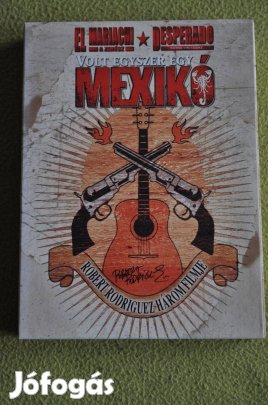 EL MARIACHI ★ DESPERADO
VOLT EGYSZER EGY
MEXIKÓ
ROBERT RODRIGUEZ HÁROM FILMJE
Jófogás